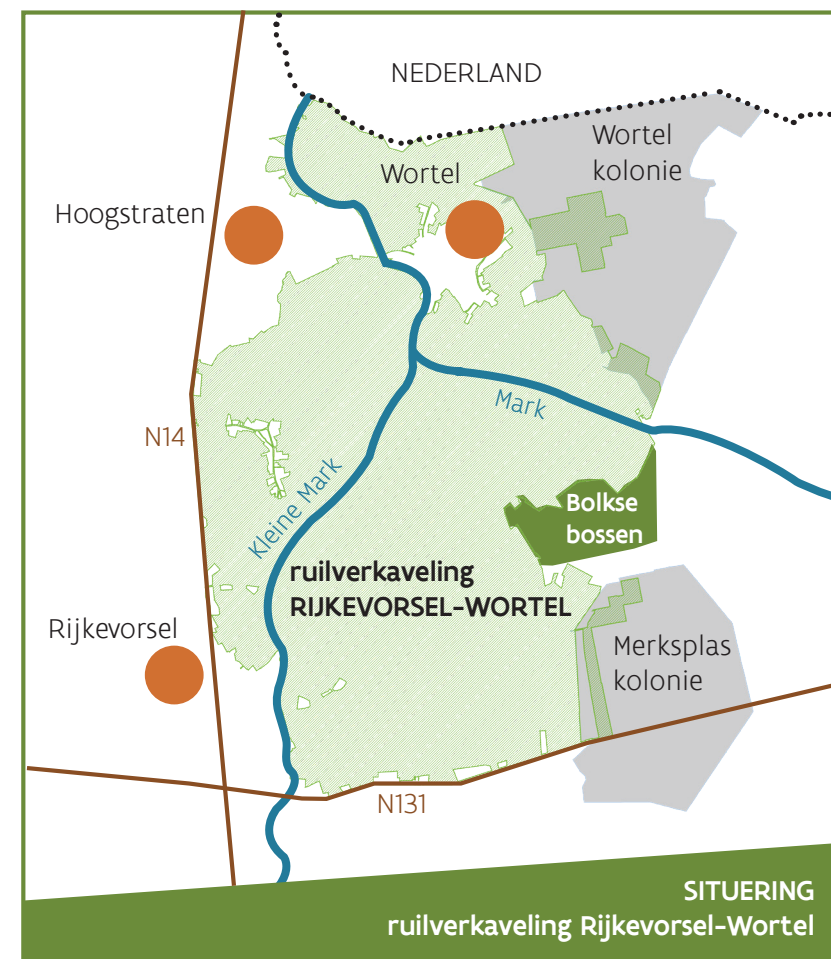 NEDERLAND
Wortel
kolonie
Wortel
Hoogstraten
Mark
N14
Kleine Mark
Bolkse
bossen
ruilverkaveling
RIJKEVORSEL-WORTEL
Rijkevorsel
Merksplas
kolonie
N131
SITUERING
ruilverkaveling Rijkevorsel-Wortel